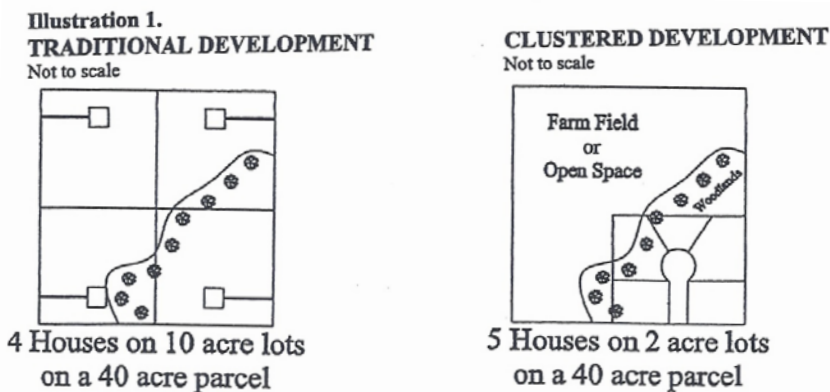 Illustration 1.
TRADITIONAL DEVELOPMENT
Not to scale
4 Houses on 10 acre lots
on a 40 acre parcel
CLUSTERED DEVELOPMENT
Not to scale
Farm Field
or
Open Space
Woodlands
5 Houses on 2 acre lots
on a 40 acre parcel